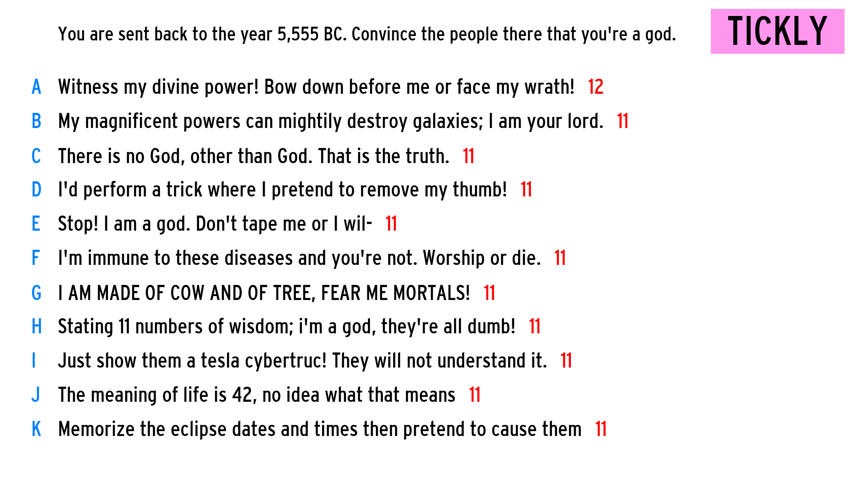 You are sent back to the year 5,555 BC. Convince the people there that you're a god.
TICKLY
A Witness my divine power! Bow down before me or face my wrath! 12
B My magnificent powers can mightily destroy galaxies; I am your lord. 11
C There is no God, other than God. That is the truth. 11
D I'd perform a trick where I pretend to remove my thumb! 11
E Stop! I am a god. Don't tape me or I wil- 11
F I'm immune to these diseases and you're not. Worship or die. 11
G I AM MADE OF COW AND OF TREE, FEAR ME MORTALS! 11
H Stating 11 numbers of wisdom; i'm a god, they're all dumb! 11
I Just show them a tesla cybertruc! They will not understand it. 11
J The meaning of life is 42, no idea what that means 11
K Memorize the eclipse dates and times then pretend to cause them 11